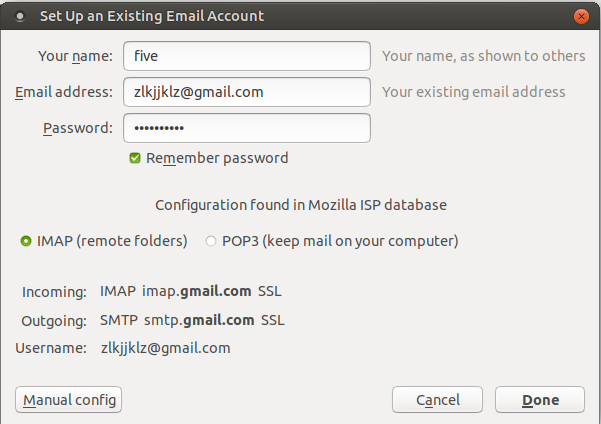 Set Up an Existing Email Account
Your name: five Your name, as shown to others
Email address: zlkjjklz@gmail.com Your existing email address
Password: ••••••••••
Remember password
Configuration found in Mozilla ISP database
IMAP (remote folders) POP3 (keep mail on your computer)
Incoming: IMAP imap.gmail.com SSL
Outgoing: SMTP smtp.gmail.com SSL
Username: zlkjjklz@gmail.com
Manual config Cancel Done